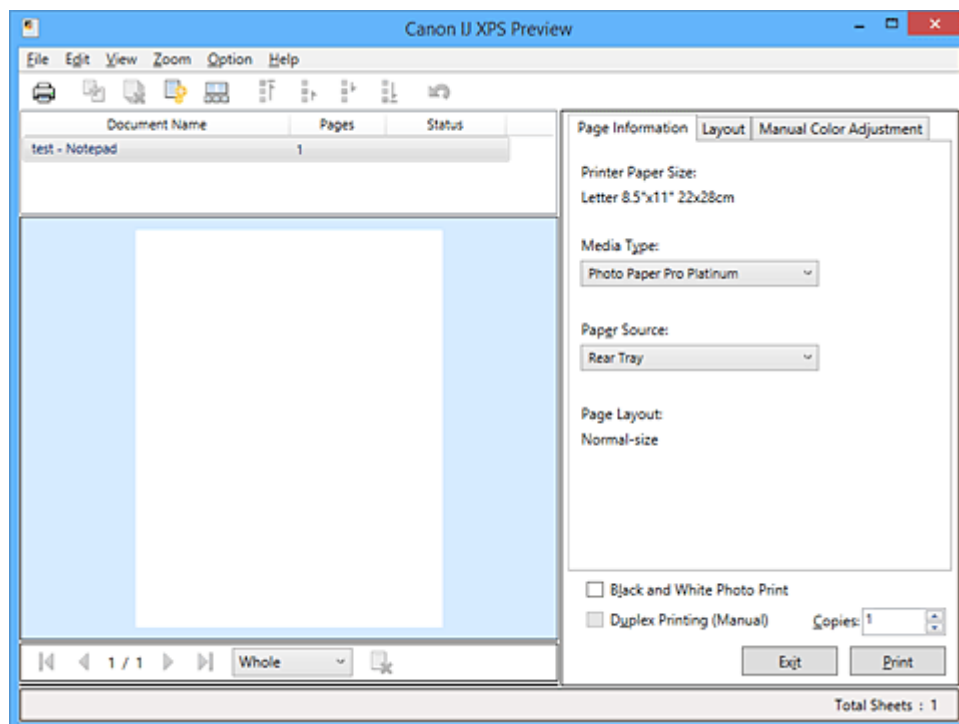 Canon IJ XPS Preview
File Edit View Zoom Option Help
Document Name Pages Status
test - Notepad 1
Page Information Layout Manual Color Adjustment
Printer Paper Size:
Letter 8.5"x11" 22x28cm
Media Type:
Photo Paper Pro Platinum
Paper Source:
Rear Tray
Page Layout:
Normal-size
Black and White Photo Print
Duplex Printing (Manual) Copies: 1
1 / 1 Whole
Exit Print
Total Sheets : 1